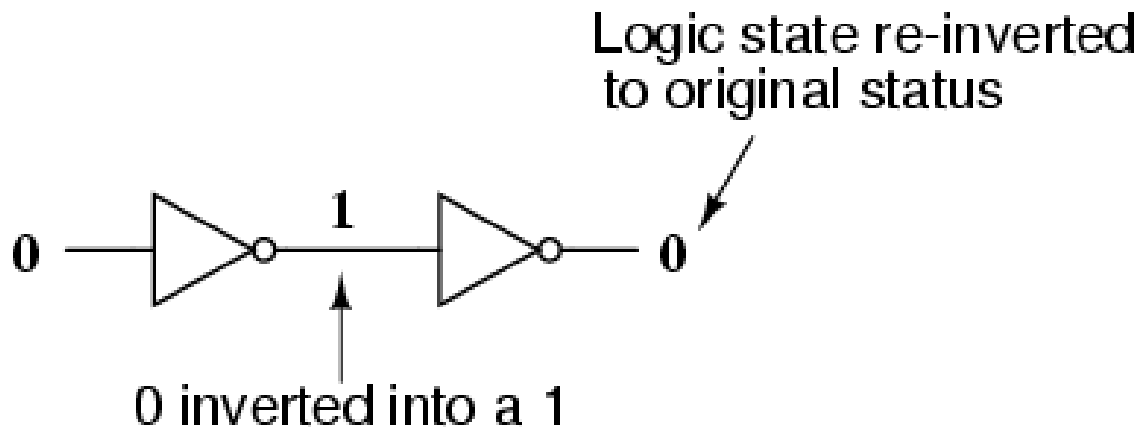 Logic state re-inverted
to original status
1
0
0
0 inverted into a 1